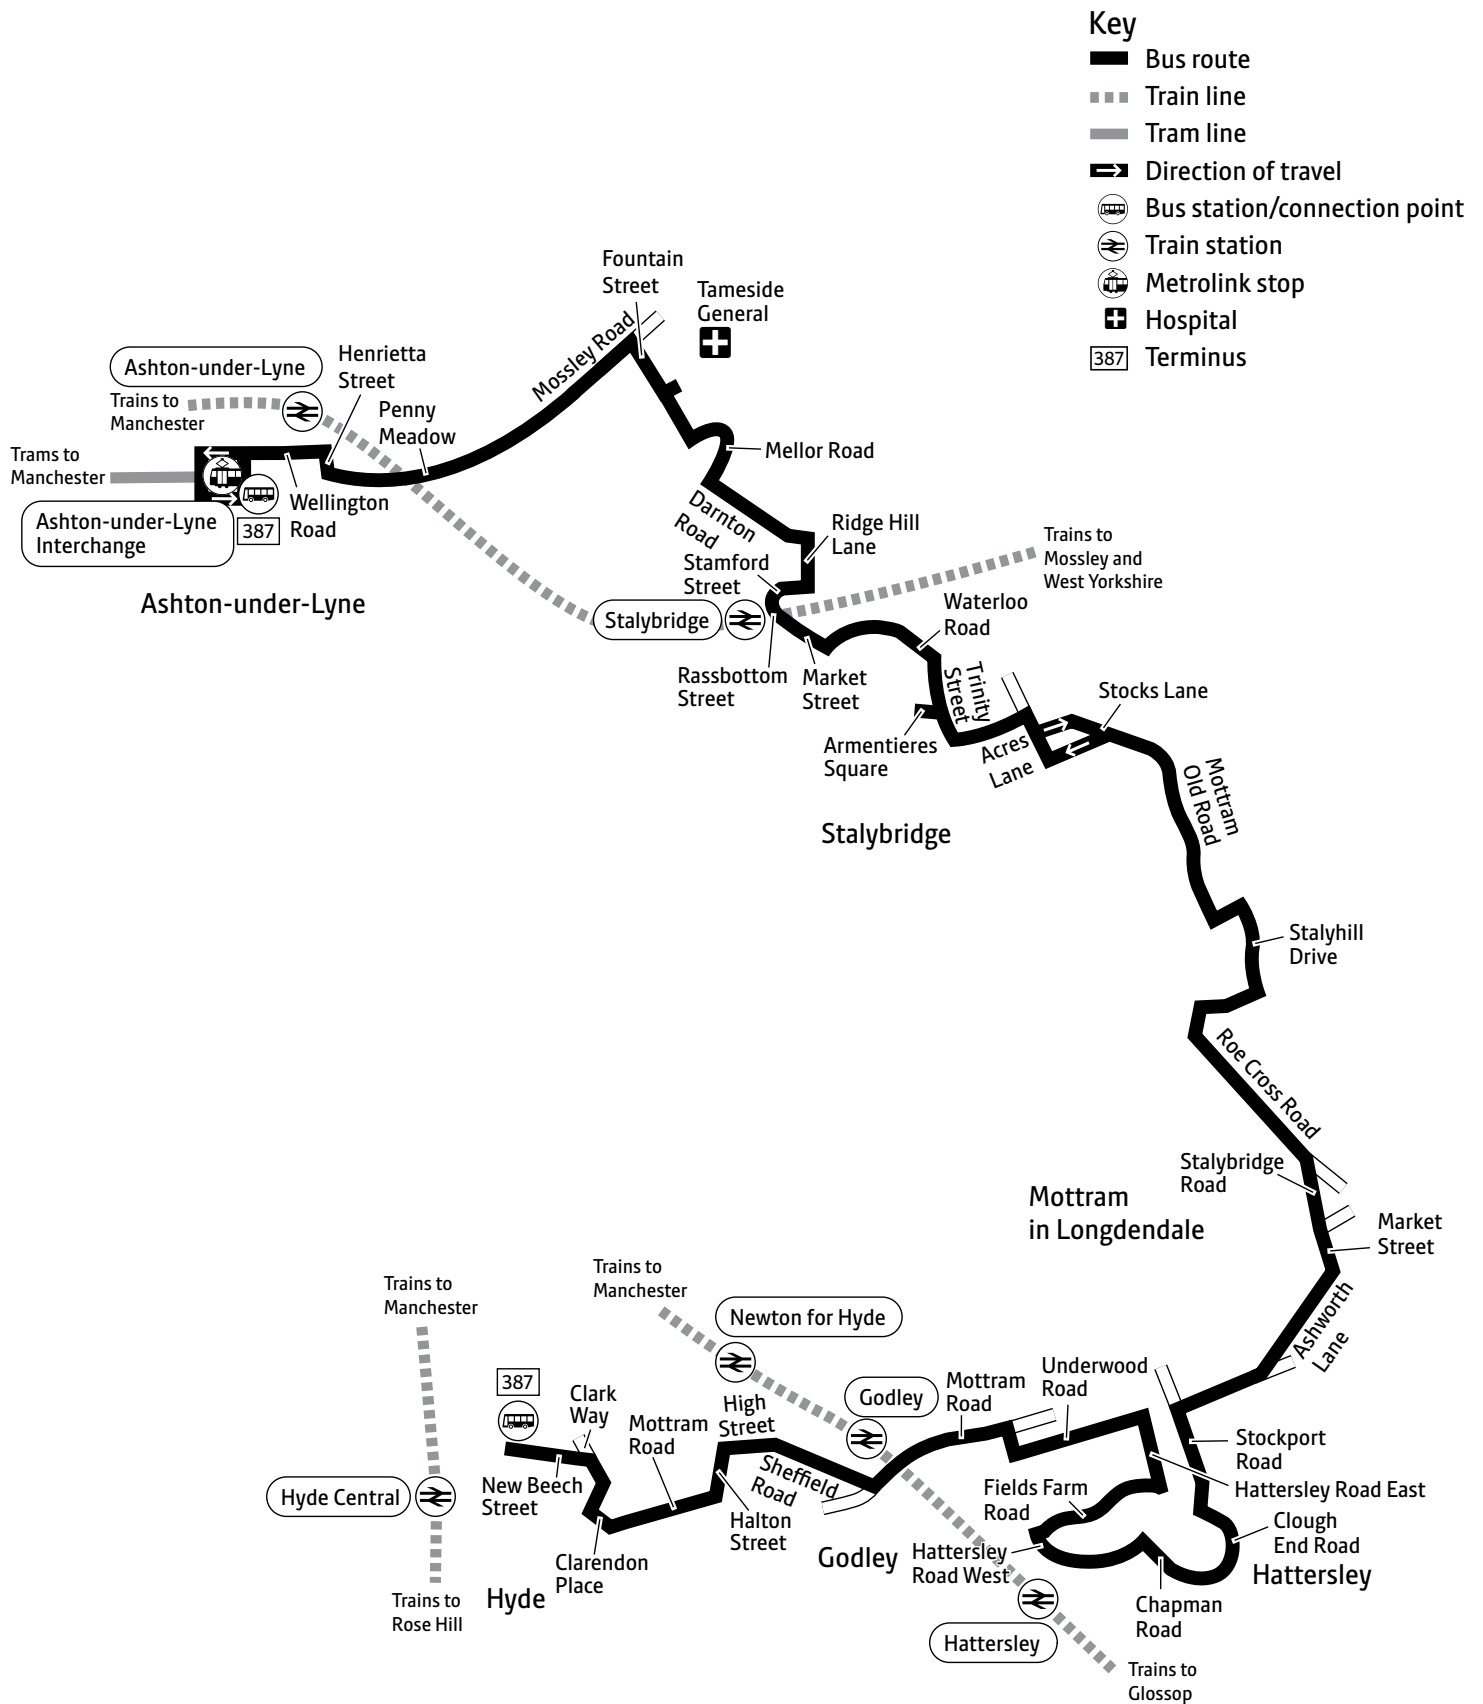 Key
Bus route
Train line
Tram line
Direction of travel
Bus station/connection point
Train station
Metrolink stop
Hospital
387 Terminus
Fountain
Street
Tameside
General
Mossley Road
Ashton-under-Lyne
Henrietta
Street
Trains to
Manchester
Penny
Meadow
Trams to
Manchester
Mellor Road
Wellington
Road
Ashton-under-Lyne
Interchange
387
Darnton
Road
Ridge Hill
Lane
Trains to
Mossley and
West Yorkshire
Stamford
Street
Ashton-under-Lyne
Stalybridge
Waterloo
Road
Rassbottom
Street
Market
Street
Trinity
Street
Stocks Lane
Armentieres
Square
Acres
Lane
Mottram
Old Road
Stalybridge
Stalyhill
Drive
Roe Cross Road
Stalybridge
Road
Mottram
in Longdendale
Market
Street
Trains to
Manchester
Trains to
Manchester
Newton for Hyde
Ashworth
Lane
387
Clark
Way
Mottram
Road
High
Street
Godley
Mottram
Road
Underwood
Road
Stockport
Road
Hyde Central
New Beech
Street
Sheffield
Road
Fields Farm
Road
Hattersley Road East
Halton
Street
Clough
End Road
Clarendon
Place
Godley
Hattersley
Road West
Hattersley
Trains to
Rose Hill
Hyde
Chapman
Road
Hattersley
Trains to
Glossop